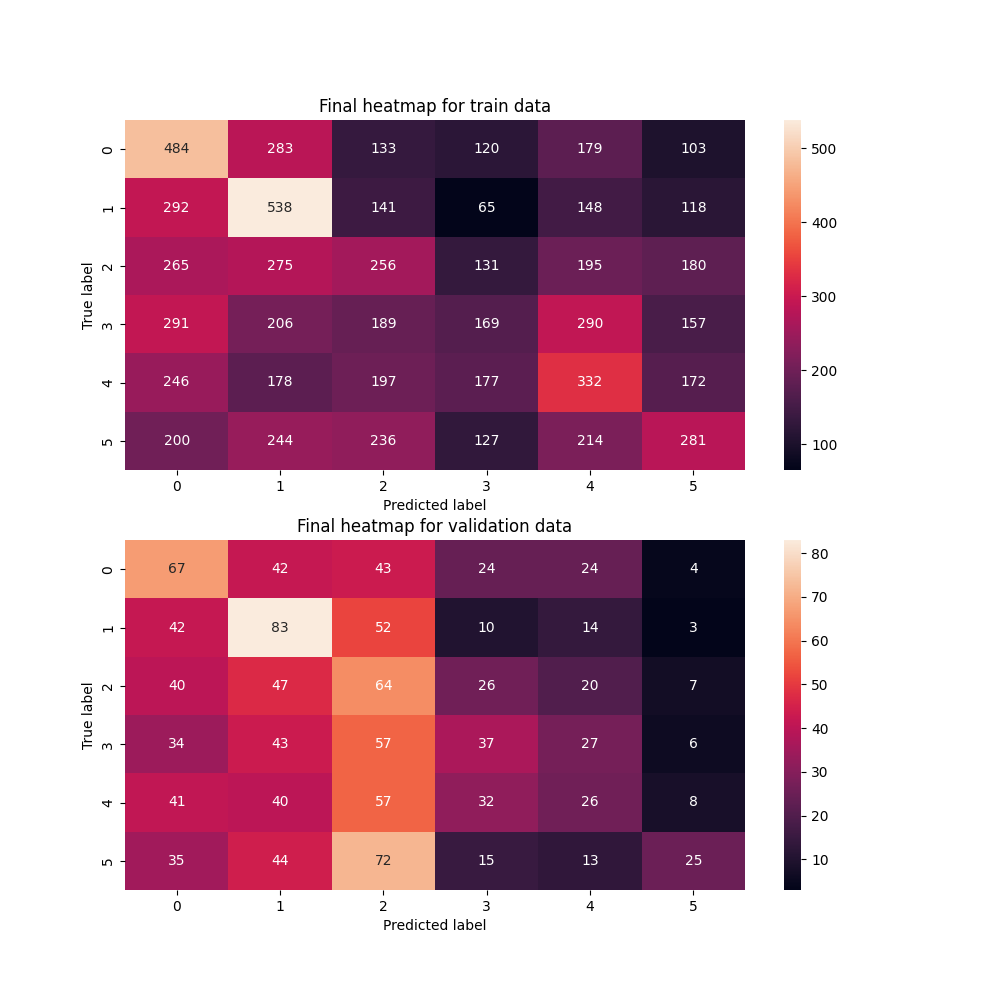 Final heatmap for train data
True label
0 484 283 133 120 179 103
1 292 538 141 65 148 118
2 265 275 256 131 195 180
3 291 206 189 169 290 157
4 246 178 197 177 332 172
5 200 244 236 127 214 281
0 1 2 3 4 5
Predicted label
500
400
300
200
100
Final heatmap for validation data
True label
0 67 42 43 24 24 4
1 42 83 52 10 14 3
2 40 47 64 26 20 7
3 34 43 57 37 27 6
4 41 40 57 32 26 8
5 35 44 72 15 13 25
0 1 2 3 4 5
Predicted label
80
70
60
50
40
30
20
10